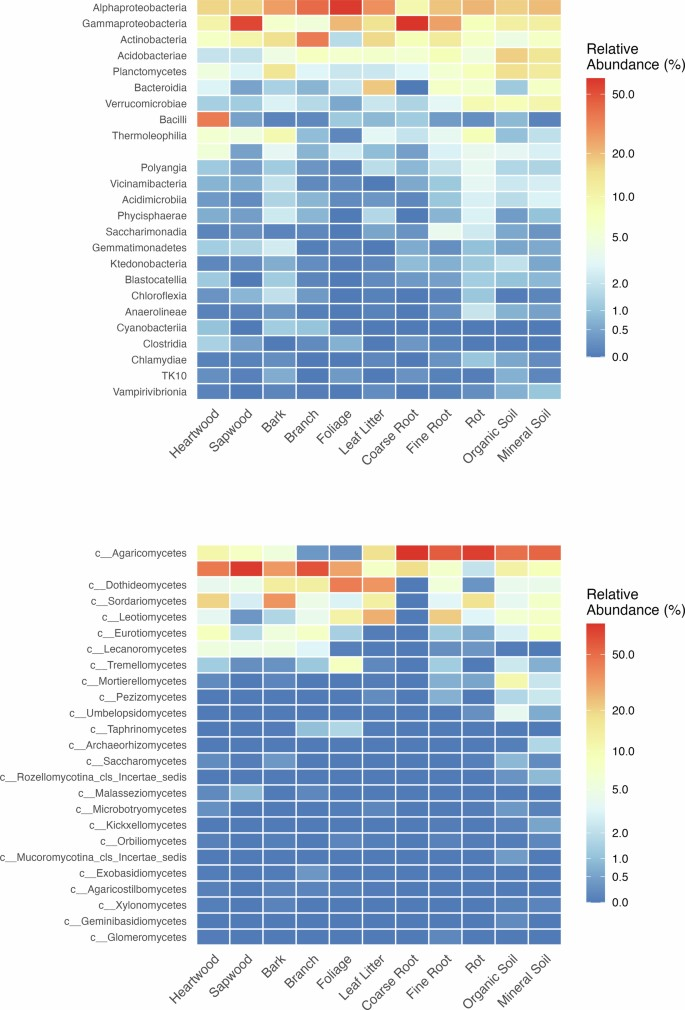 Alphaproteobacteria
Gammaproteobacteria
Actinobacteria
Acidobacteriae
Planctomycetes
Bacteroidia
Verrucomicrobiae
Bacilli
Thermoleophilia
Polyangia
Vicinamibacteria
Acidimicrobiia
Phycisphaerae
Saccharimonadia
Gemmatimonadetes
Ktedonobacteria
Blastocatellia
Chloroflexia
Anaerolineae
Cyanobacteriia
Clostridia
Chlamydiae
TK10
Vampirivibrionia
Heartwood
Sapwood
Bark
Branch
Foliage
Leaf Litter
Coarse Root
Fine Root
Rot
Organic Soil
Mineral Soil
Relative
Abundance (%)
50.0
20.0
10.0
5.0
2.0
1.0
0.5
0.0
c__Agaricomycetes
c__Dothideomycetes
c__Sordariomycetes
c__Leotiomycetes
c__Eurotiomycetes
c__Lecanoromycetes
c__Tremellomycetes
c__Mortierellomycetes
c__Pezizomycetes
c__Umbelopsidomycetes
c__Taphrinomycetes
c__Archaeorhizomycetes
c__Saccharomycetes
c__Rozellomycotina_cls_Incertae_sedis
c__Malasseziomycetes
c__Microbotryomycetes
c__Kickxellomycetes
c__Orbiliomycetes
c__Mucoromycotina_cls_Incertae_sedis
c__Exobasidiomycetes
c__Agaricostilbomycetes
c__Xylonomycetes
c__Geminibasidiomycetes
c__Glomeromycetes
Heartwood
Sapwood
Bark
Branch
Foliage
Leaf Litter
Coarse Root
Fine Root
Rot
Organic Soil
Mineral Soil
Relative
Abundance (%)
50.0
20.0
10.0
5.0
2.0
1.0
0.5
0.0